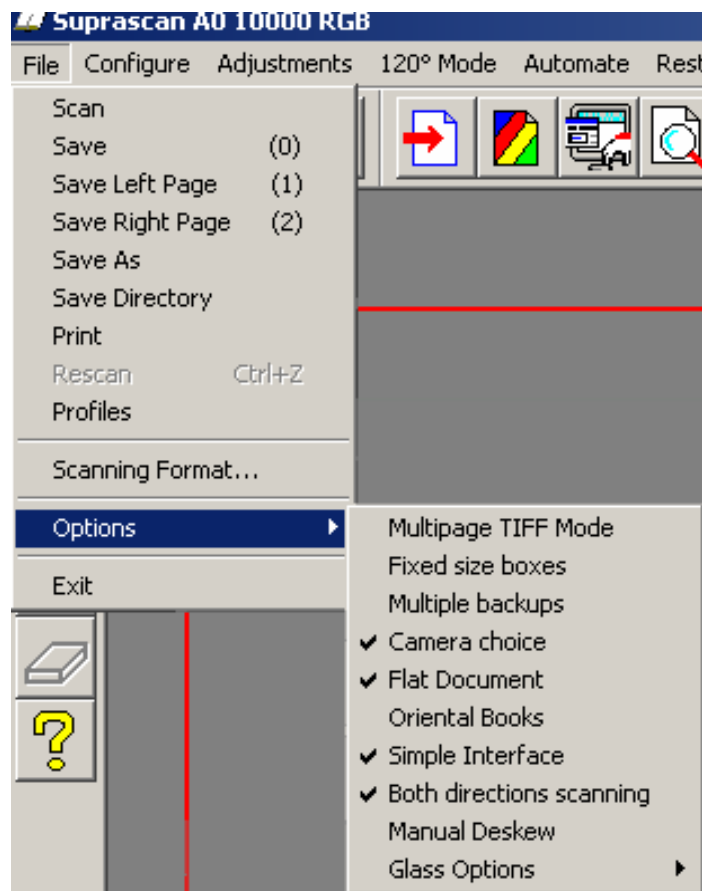 Suprascan A0 10000 RGB
File Configure Adjustments 120° Mode Automate Rest
Scan
Save (0)
Save Left Page (1)
Save Right Page (2)
Save As
Save Directory
Print
Rescan Ctrl+Z
Profiles
Scanning Format...
Options
Exit
Multipage TIFF Mode
Fixed size boxes
Multiple backups
Camera choice
Flat Document
Oriental Books
Simple Interface
Both directions scanning
Manual Deskew
Glass Options
?